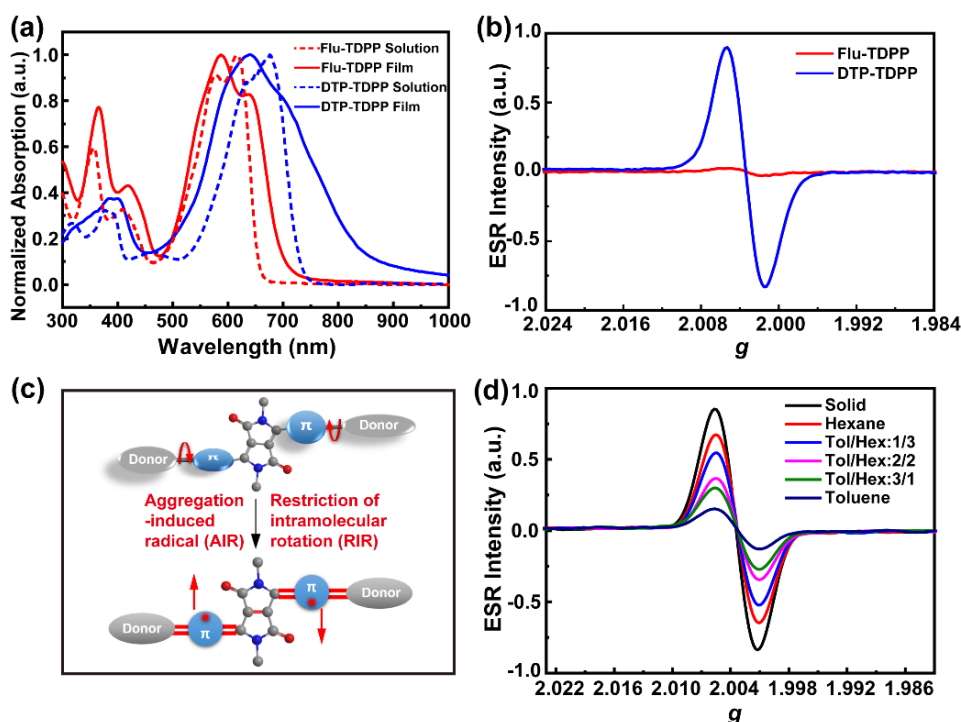 (a)
Normalized Absorption (a.u.)
1.0
0.8
0.6
0.4
0.2
0.0
300 400 500 600 700 800 900 1000
Wavelength (nm)
Flu-TDPP Solution
Flu-TDPP Film
DTP-TDPP Solution
DTP-TDPP Film
(b)
ESR Intensity (a.u.)
1.0
0.5
0.0
-0.5
-1.0
2.024 2.016 2.008 2.000 1.992 1.984
g
Flu-TDPP
DTP-TDPP
(c)
π
Donor
Donor
π
Aggregation
-induced
radical (AIR)
Restriction of
intramolecular
rotation (RIR)
π
Donor
Donor
π
(d)
ESR Intensity (a.u.)
1.0
0.5
0.0
-0.5
-1.0
2.022 2.016 2.010 2.004 1.998 1.992 1.986
g
Solid
Hexane
Tol/Hex:1/3
Tol/Hex:2/2
Tol/Hex:3/1
Toluene